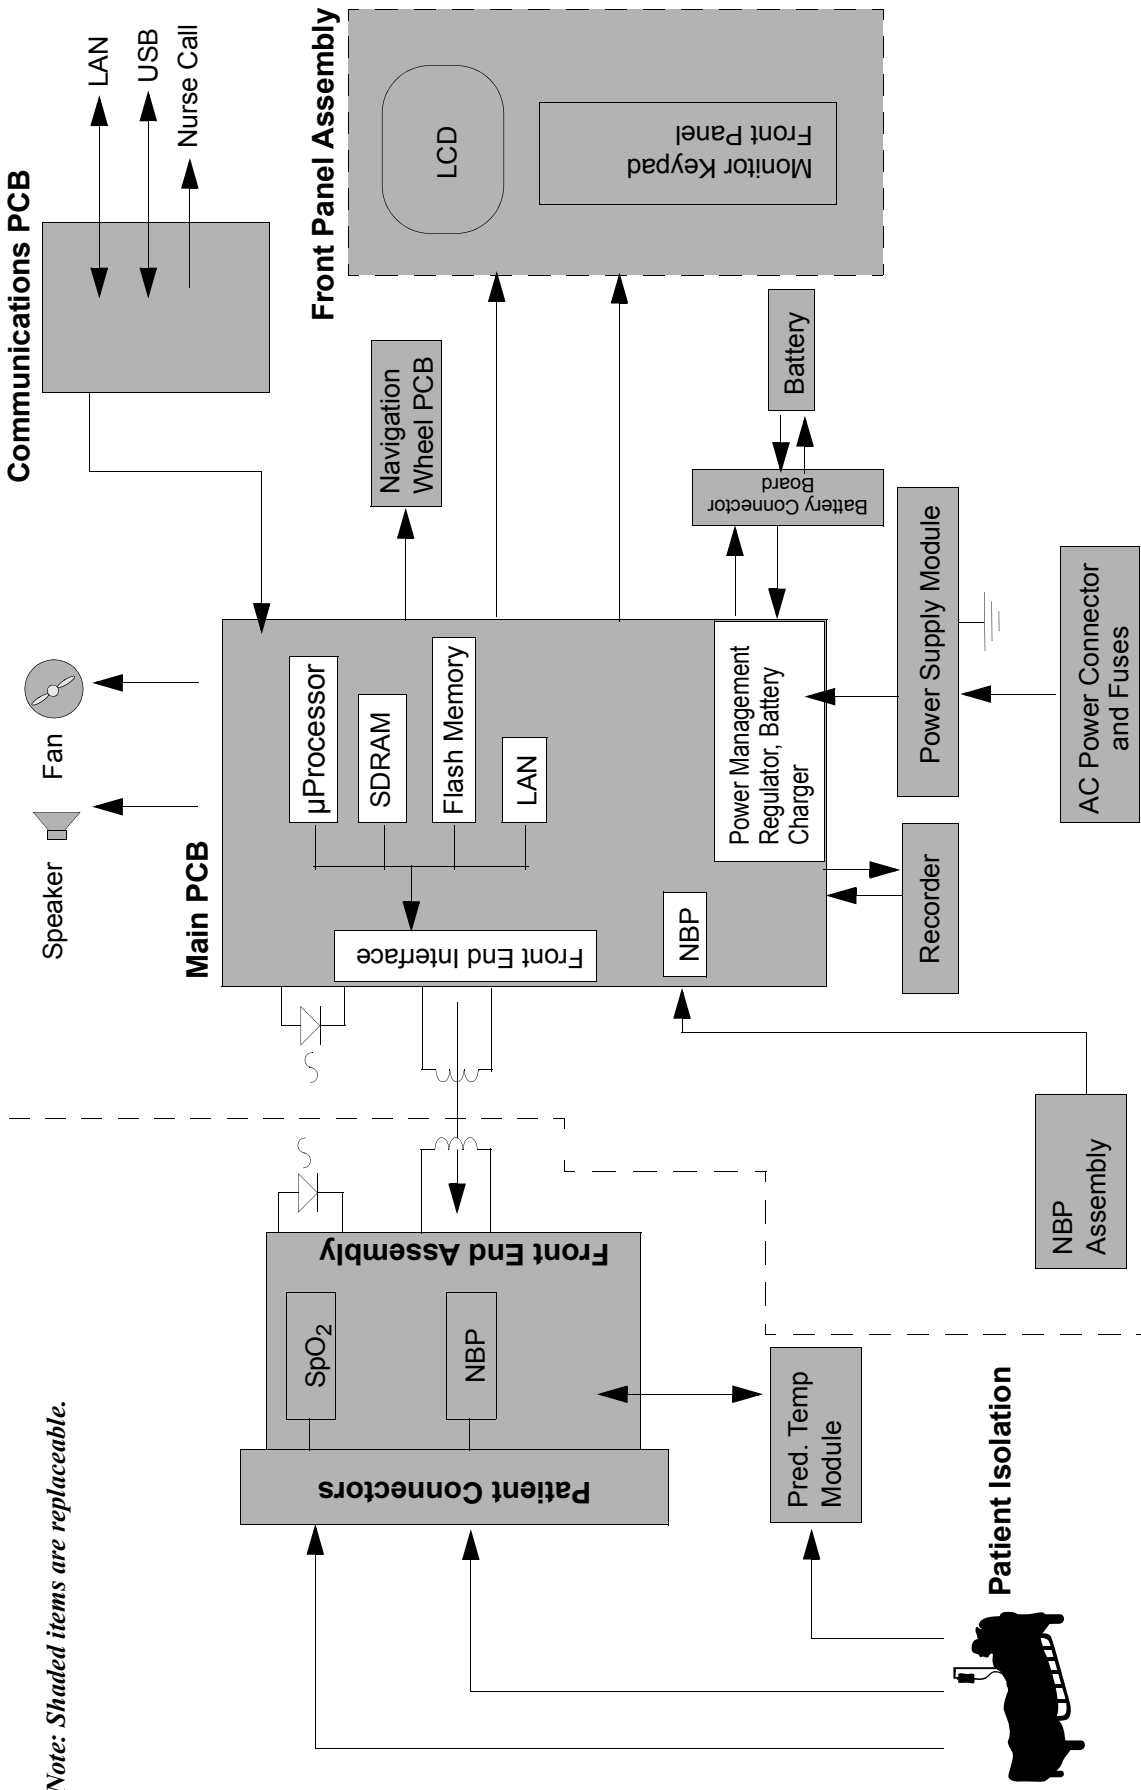 Note: Shaded items are replaceable.
Patient Connectors
SpO2
NBP
Front End Assembly
Pred. Temp
Module
Patient Isolation
NBP
Assembly
Speaker
Fan
Main PCB
µProcessor
SDRAM
Flash Memory
LAN
Front End Interface
NBP
Power Management
Regulator, Battery
Charger
Recorder
Power Supply Module
AC Power Connector
and Fuses
Communications PCB
LAN
USB
Nurse Call
Navigation
Wheel PCB
Battery Connector
Board
Battery
Front Panel Assembly
LCD
Monitor Keypad
Front Panel